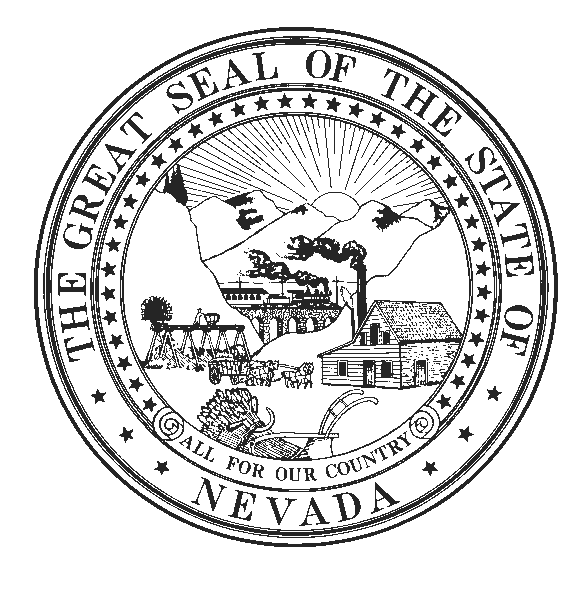 THE GREAT SEAL OF THE STATE OF
NEVADA
ALL FOR OUR COUNTRY